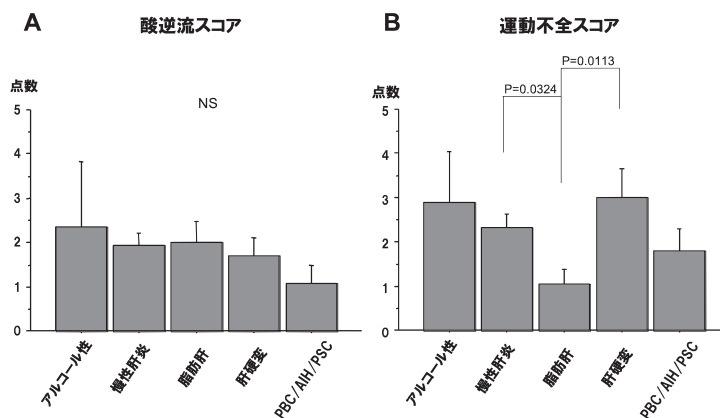 A 酸逆流スコア
点数
NS
5
4
3
2
1
0
アルコール性
慢性肝炎
脂肪肝
肝硬変
PBC/AIH/PSC
B 運動不全スコア
点数
P=0.0113
P=0.0324
5
4
3
2
1
0
アルコール性
慢性肝炎
脂肪肝
肝硬変
PBC/AIH/PSC